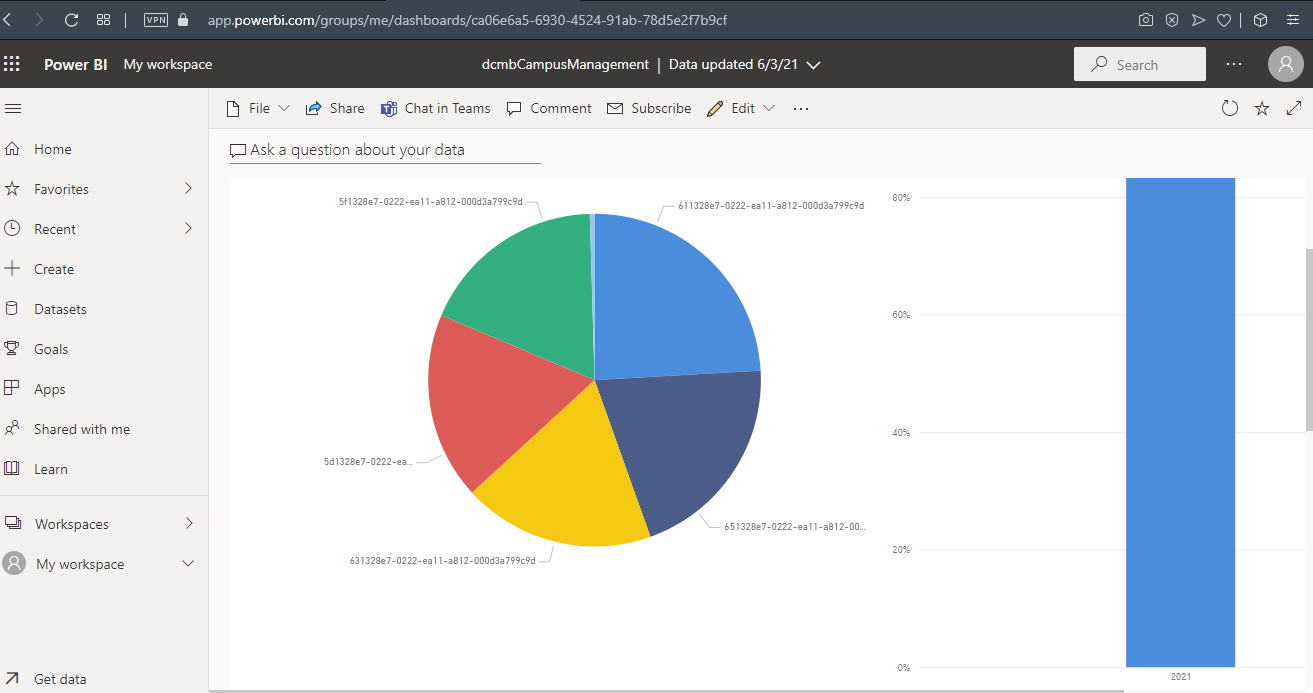 VPN app.powerbi.com/groups/me/dashboards/ca06e6a5-6930-4524-91ab-78d5e2f7b9cf
Power BI My workspace dcmbCampusManagement | Data updated 6/3/21 Search
File Share Chat in Teams Comment Subscribe Edit
Ask a question about your data
Home
Favorites
Recent
Create
Datasets
Goals
Apps
Shared with me
Learn
Workspaces
My workspace
Get data
5f1328e7-0222-ea11-a812-000d3a799c9d
611328e7-0222-ea11-a812-000d3a799c9d
5d1328e7-0222-ea...
651328e7-0222-ea11-a812-00...
631328e7-0222-ea11-a812-000d3a799c9d
80%
60%
40%
20%
0%
2021